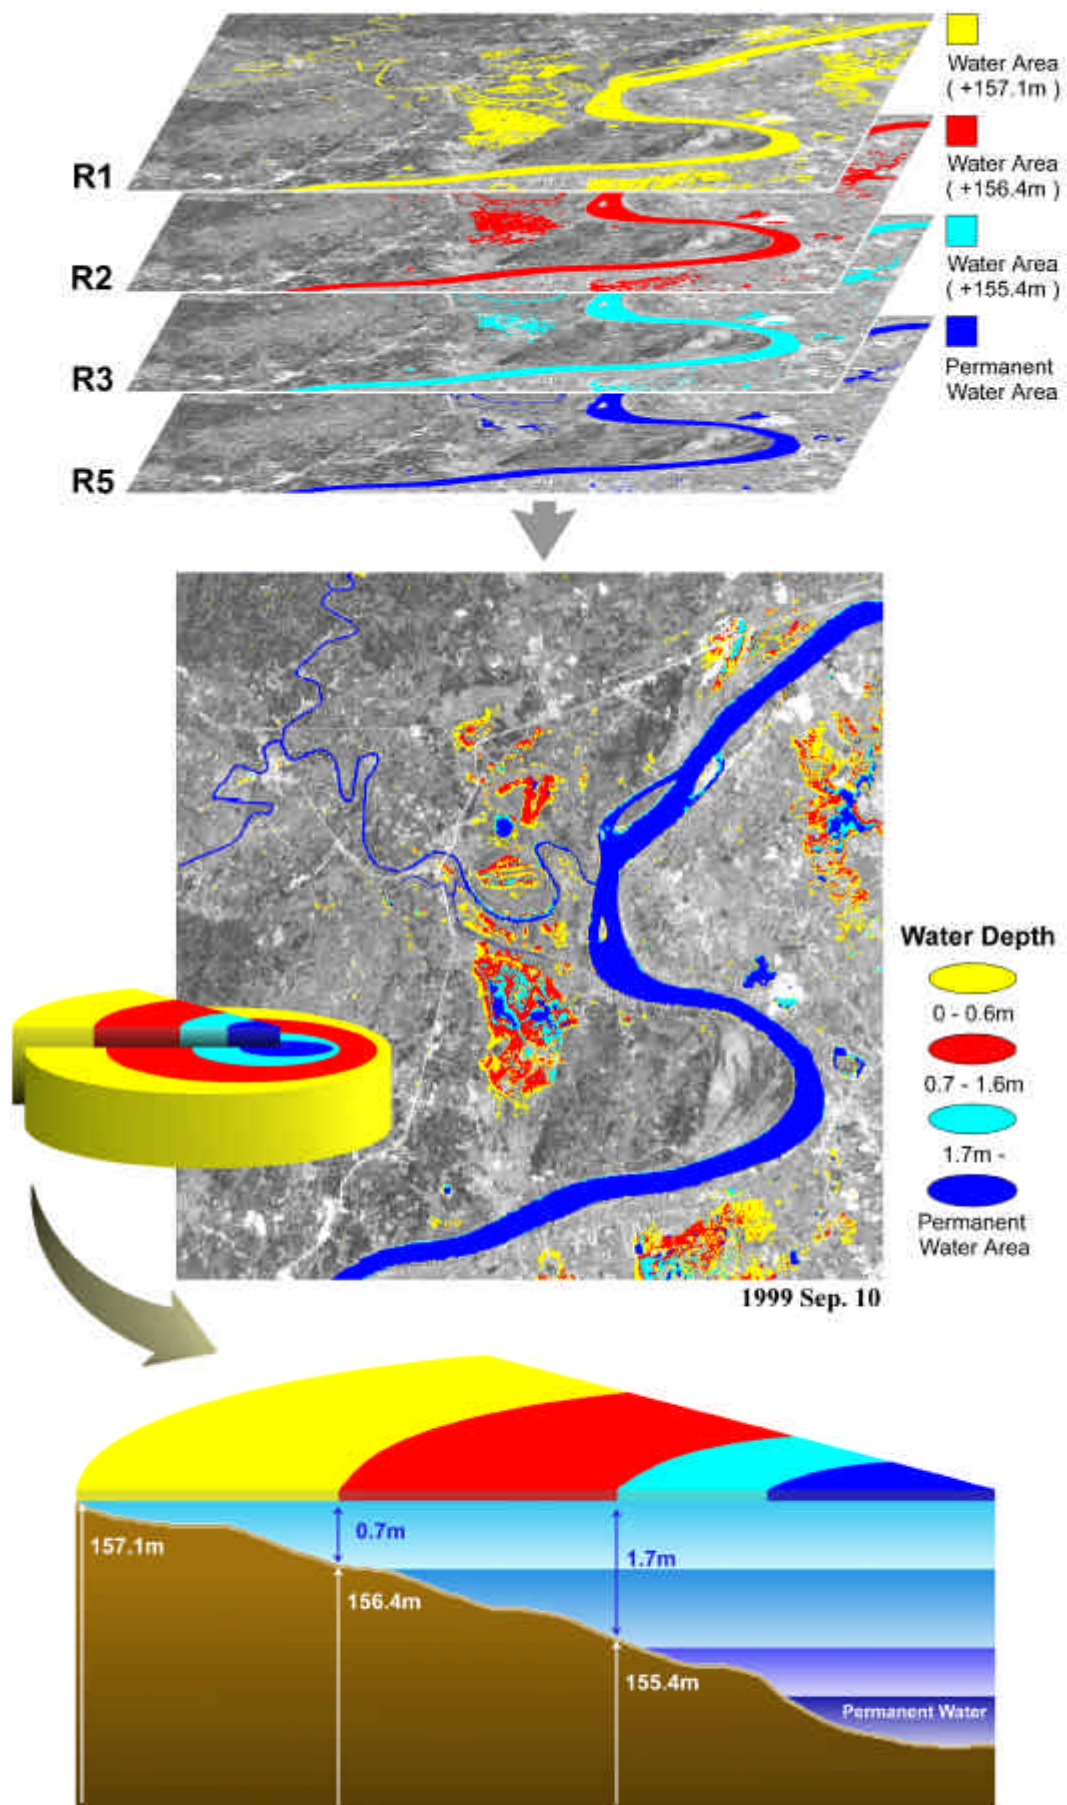 Water Area
( +157.1m )
R1
Water Area
( +156.4m )
R2
Water Area
( +155.4m )
R3
Permanent
Water Area
R5
Water Depth
0 - 0.6m
0.7 - 1.6m
1.7m -
Permanent
Water Area
1999 Sep. 10
0.7m
157.1m
1.7m
156.4m
155.4m
Permanent Water